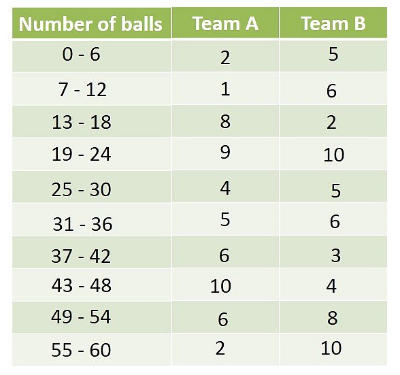 Number of balls Team A Team B
0 - 6 2 5
7 - 12 1 6
13 - 18 8 2
19 - 24 9 10
25 - 30 4 5
31 - 36 5 6
37 - 42 6 3
43 - 48 10 4
49 - 54 6 8
55 - 60 2 10